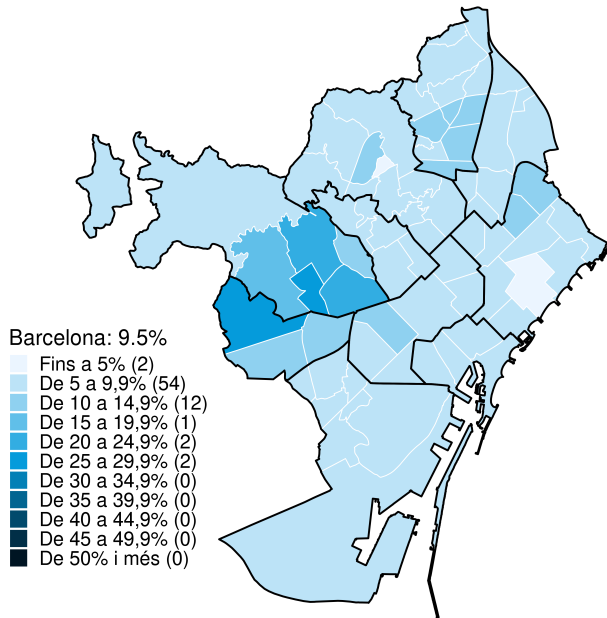 Barcelona: 9.5%
Fins a 5% (2)
De 5 a 9,9% (54)
De 10 a 14,9% (12)
De 15 a 19,9% (1)
De 20 a 24,9% (2)
De 25 a 29,9% (2)
De 30 a 34,9% (0)
De 35 a 39,9% (0)
De 40 a 44,9% (0)
De 45 a 49,9% (0)
De 50% i més (0)